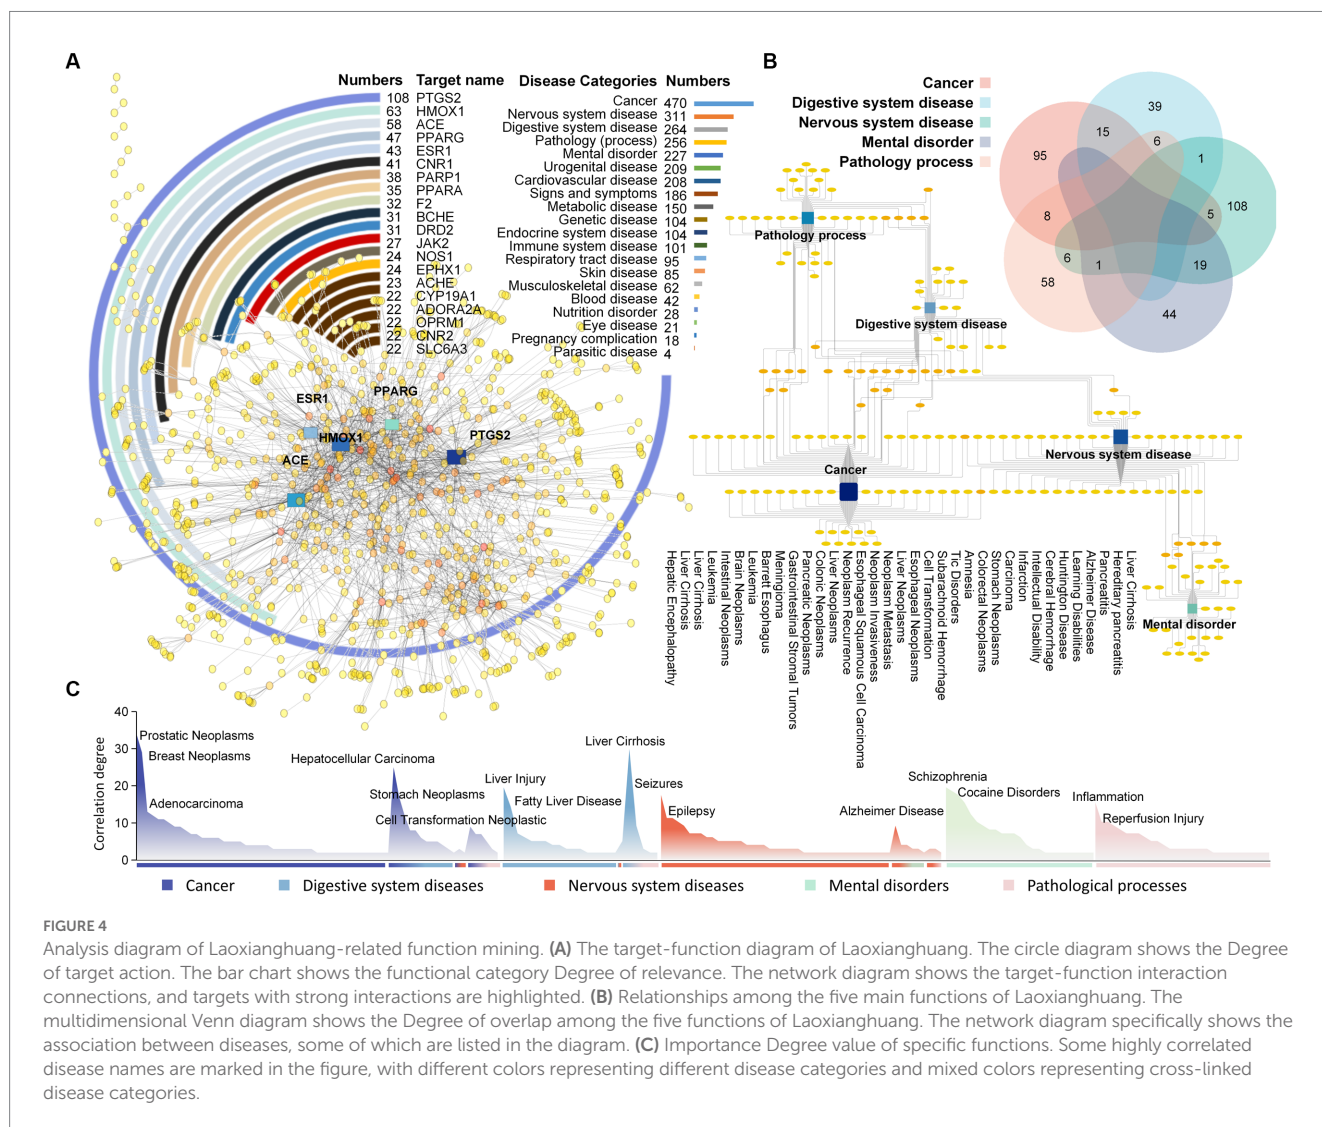 A
Numbers Target name
108 PTGS2
63 HMOX1
58 ACE
47 PPARG
43 ESR1
41 CNR1
38 PARP1
35 PPARA
32 F2
31 BCHE
31 DRD2
27 JAK2
24 NOS1
24 EPHX1
23 ACHE
22 CYP19A1
22 ADORA2A
22 OPRM1
22 CNR2
22 SLC6A3
Disease Categories Numbers
Cancer 470
Nervous system disease 311
Digestive system disease 264
Pathology (process) 256
Mental disorder 227
Urogenital disease 209
Cardiovascular disease 208
Signs and symptoms 186
Metabolic disease 150
Genetic disease 104
Endocrine system disease 104
Immune system disease 101
Respiratory tract disease 95
Skin disease 85
Musculoskeletal disease 62
Blood disease 42
Nutrition disorder 28
Eye disease 21
Pregnancy complication 18
Parasitic disease 4
PPARG
ESR1
HMOX1
PTGS2
ACE
B
Cancer
Digestive system disease
Nervous system disease
Mental disorder
Pathology process
39
15
6
95
1
8
5
108
6
1
19
58
44
Pathology process
Digestive system disease
Nervous system disease
Cancer
Mental disorder
Hepatic Encephalopathy
Liver Cirrhosis
Liver Cirrhosis
Leukemia
Intestinal Neoplasms
Brain Neoplasms
Leukemia
Barrett Esophagus
Meningioma
Gastrointestinal Stromal Tumors
Pancreatic Neoplasms
Colonic Neoplasms
Liver Neoplasms
Neoplasm Recurrence
Esophageal Squamous Cell Carcinoma
Neoplasm Invasiveness
Neoplasm Metastasis
Liver Neoplasms
Esophageal Neoplasms
Cell Transformation
Subarachnoid Hemorrhage
Tic Disorders
Amnesia
Colorectal Neoplasms
Stomach Neoplasms
Carcinoma
Infarction
Intellectual Disability
Cerebral Hemorrhage
Huntington Disease
Learning Disabilities
Alzheimer Disease
Pancreatitis
Hereditary pancreatitis
Liver Cirrhosis
C
Correlation degree
40
30
20
10
0
Prostatic Neoplasms
Breast Neoplasms
Adenocarcinoma
Hepatocellular Carcinoma
Stomach Neoplasms
Cell Transformation Neoplastic
Liver Injury
Fatty Liver Disease
Liver Cirrhosis
Seizures
Epilepsy
Alzheimer Disease
Schizophrenia
Cocaine Disorders
Inflammation
Reperfusion Injury
Cancer
Digestive system diseases
Nervous system diseases
Mental disorders
Pathological processes
FIGURE 4
Analysis diagram of Laoxianghuang-related function mining. (A) The target-function diagram of Laoxianghuang. The circle diagram shows the Degree
of target action. The bar chart shows the functional category Degree of relevance. The network diagram shows the target-function interaction
connections, and targets with strong interactions are highlighted. (B) Relationships among the five main functions of Laoxianghuang. The
multidimensional Venn diagram shows the Degree of overlap among the five functions of Laoxianghuang. The network diagram specifically shows the
association between diseases, some of which are listed in the diagram. (C) Importance Degree value of specific functions. Some highly correlated
disease names are marked in the figure, with different colors representing different disease categories and mixed colors representing cross-linked
disease categories.